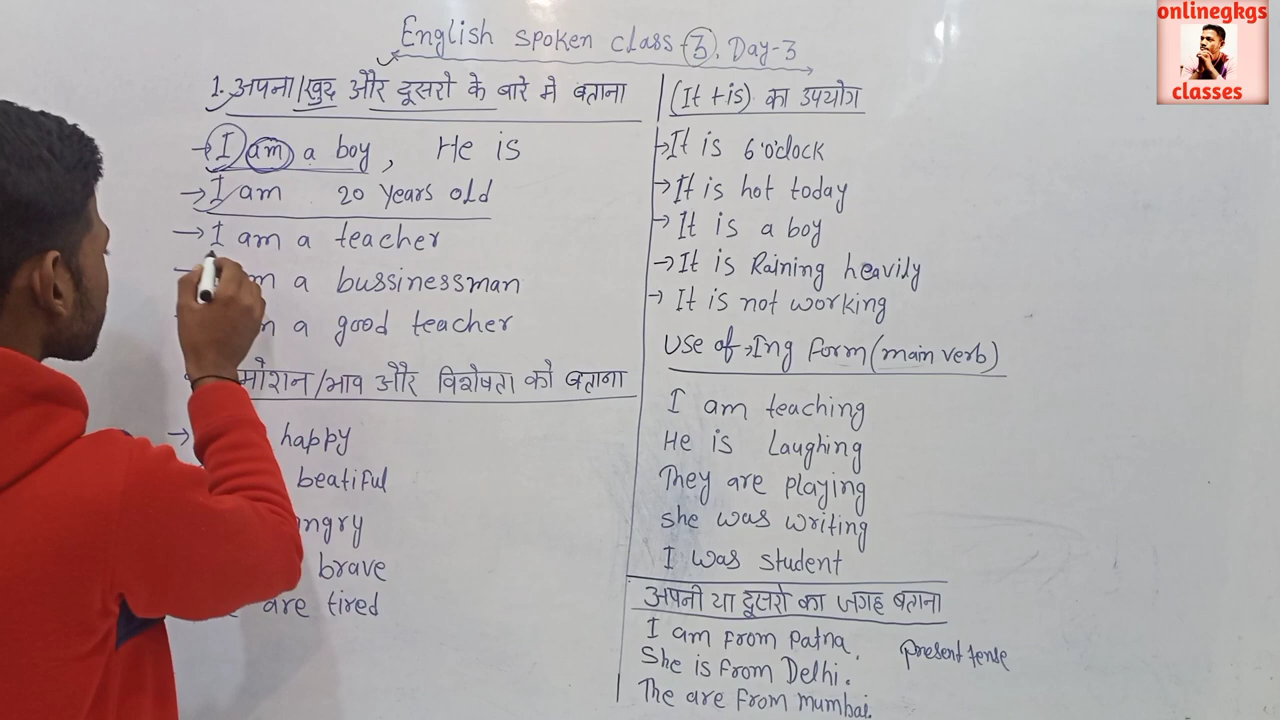 English spoken class-3, Day-3
1. अपना/खुद और दूसरो के बारे मे बताना
→ I am a boy, He is
→ I am 20 years old
→ I am a teacher
m a bussinessman
a good teacher
मोशन/भाव और विशेषता को बताना
→ happy
beatiful
ngry
brave
are tired
(It + is) का उपयोग
→ It is 6'o'clock
→ It is hot today
→ It is a boy
→ It is Raining heavily
→ It is not working
use of → Ing form (main verb)
I am teaching
He is Laughing
They are playing
she was writing
I was student
अपनी या दूसरो का जगह बताना
I am from patna. present tense
She is from Delhi.
The are from mumbai.
onlinegkgs
classes